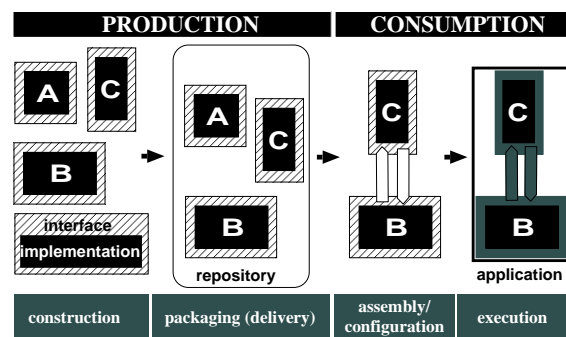 PRODUCTION
CONSUMPTION
A
C
B
interface
implementation
A
C
B
repository
C
B
C
B
application
construction
packaging (delivery)
assembly/
configuration
execution